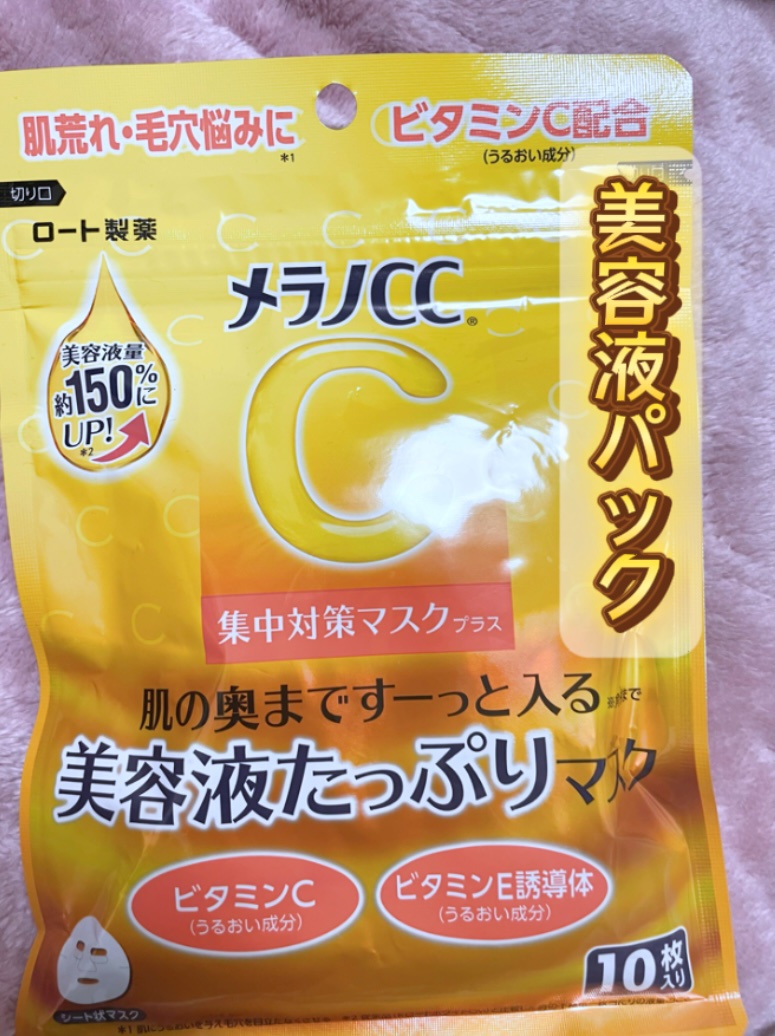 肌荒れ・毛穴悩みに
*1
ビタミンC配合
(うるおい成分)
切り口
ロート製薬
美容液量
約150%に
UP!
*2
メラノCC®
C
美容液パック
集中対策マスクプラス
肌の奥まですーっと入る
美容液たっぷりマスク
ビタミンC
(うるおい成分)
ビタミンE誘導体
(うるおい成分)
シート状マスク
10枚入り